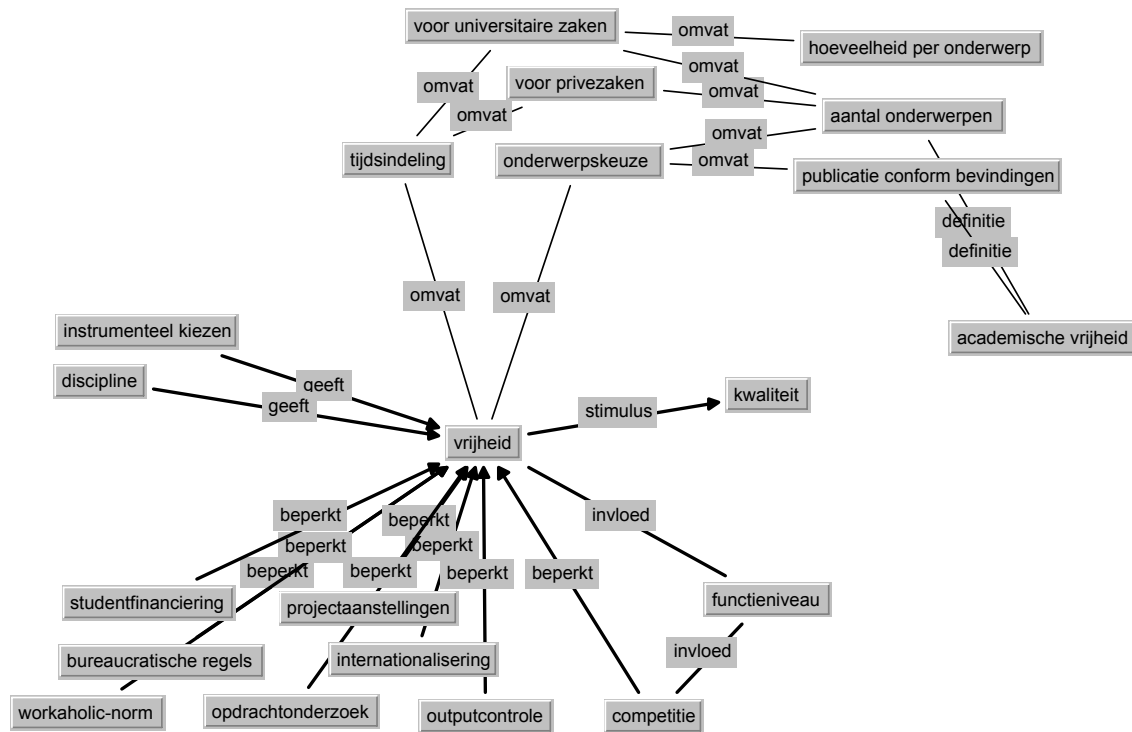 voor universitaire zaken
omvat
hoeveelheid per onderwerp
omvat
omvat
voor privezaken
omvat
omvat
aantal onderwerpen
omvat
tijdsindeling
onderwerpskeuze
omvat
publicatie conform bevindingen
definitie
definitie
omvat
omvat
academische vrijheid
instrumenteel kiezen
geeft
discipline
geeft
kwaliteit
stimulus
vrijheid
beperkt
beperkt
invloed
beperkt
beperkt
beperkt
beperkt
beperkt
beperkt
studentfinanciering
projectaanstellingen
functieniveau
bureaucratische regels
internationalisering
invloed
workaholic-norm
opdrachtonderzoek
outputcontrole
competitie